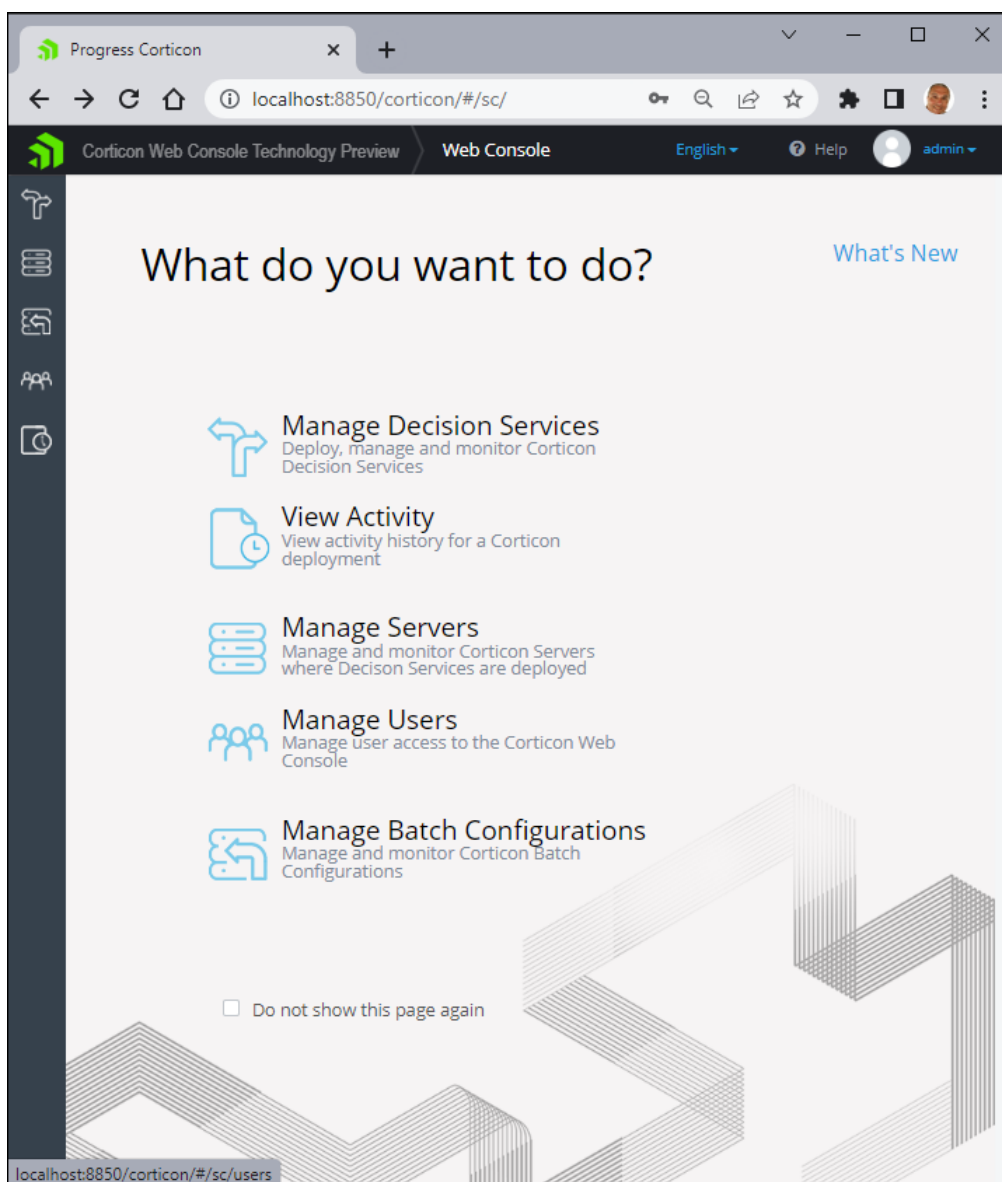 Progress Corticon
localhost:8850/corticon/#/sc/
Corticon Web Console Technology Preview Web Console English Help admin
What do you want to do?
What's New
Manage Decision Services
Deploy, manage and monitor Corticon
Decision Services
View Activity
View activity history for a Corticon
deployment
Manage Servers
Manage and monitor Corticon Servers
where Decison Services are deployed
Manage Users
Manage user access to the Corticon Web
Console
Manage Batch Configurations
Manage and monitor Corticon Batch
Configurations
Do not show this page again
localhost:8850/corticon/#/sc/users